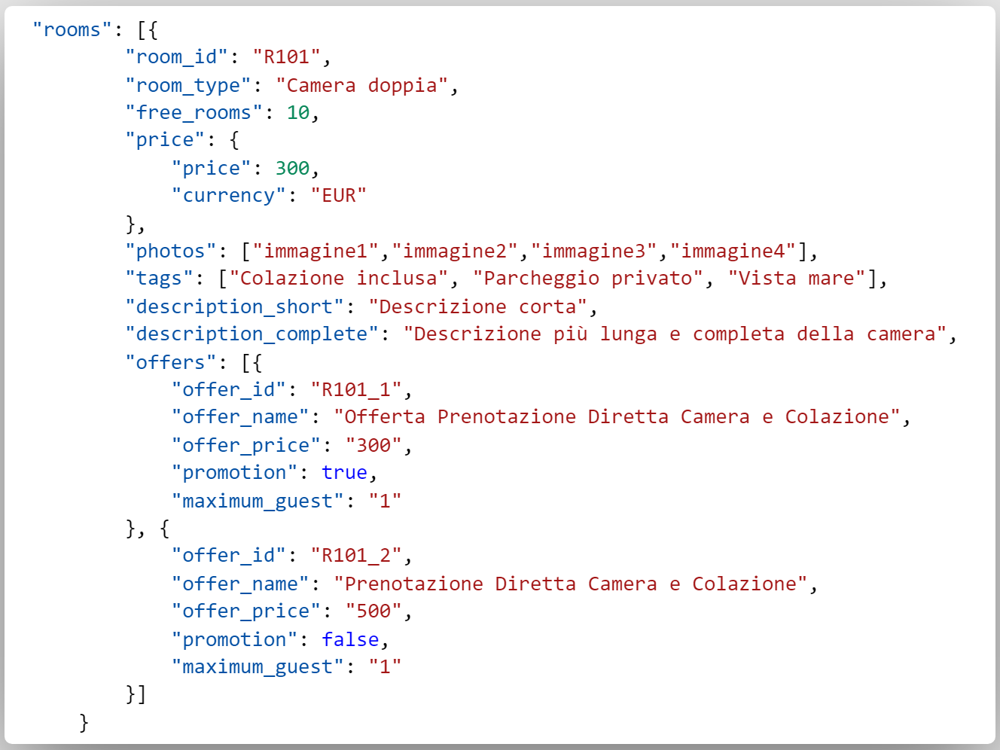 "rooms": [{
"room_id": "R101",
"room_type": "Camera doppia",
"free_rooms": 10,
"price": {
"price": 300,
"currency": "EUR"
},
"photos": ["immagine1","immagine2","immagine3","immagine4"],
"tags": ["Colazione inclusa", "Parcheggio privato", "Vista mare"],
"description_short": "Descrizione corta",
"description_complete": "Descrizione più lunga e completa della camera",
"offers": [{
"offer_id": "R101_1",
"offer_name": "Offerta Prenotazione Diretta Camera e Colazione",
"offer_price": "300",
"promotion": true,
"maximum_guest": "1"
}, {
"offer_id": "R101_2",
"offer_name": "Prenotazione Diretta Camera e Colazione",
"offer_price": "500",
"promotion": false,
"maximum_guest": "1"
}]
}